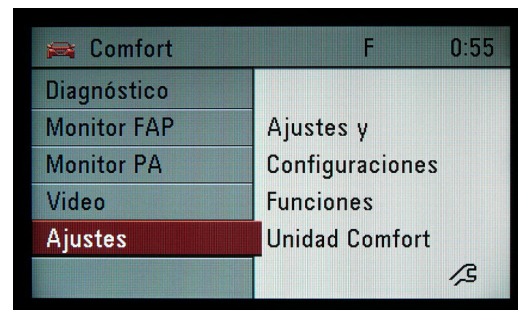 Comfort F 0:55
Diagnóstico
Monitor FAP
Monitor PA
Video
Ajustes
Ajustes y
Configuraciones
Funciones
Unidad Comfort